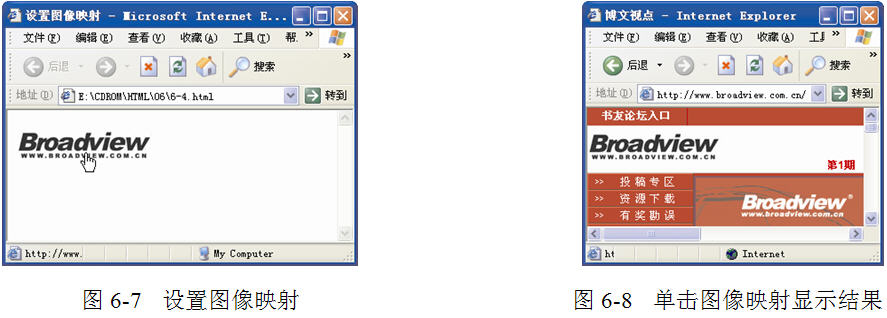 设置图像映射 - Microsoft Internet E...
文件(F) 编辑(E) 查看(V) 收藏(A) 工具(T) 帮. »
后退 搜索 »
地址(D) E:\CDROM\HTML\06\6-4.html 转到
Broadview
WWW.BROADVIEW.COM.CN
http://www. My Computer
图 6-7 设置图像映射
博文视点 - Internet Explorer
文件(F) 编辑(E) 查看(V) 收藏(A) »
后退 搜索 »
地址(D) http://www.broadview.com.cn/ 转到
书友论坛入口
Broadview
WWW.BROADVIEW.COM.CN
第1期
>> 投稿专区
>> 资源下载
>> 有奖勘误
Broadview®
www.broadview.com.cn
ht Internet
图 6-8 单击图像映射显示结果